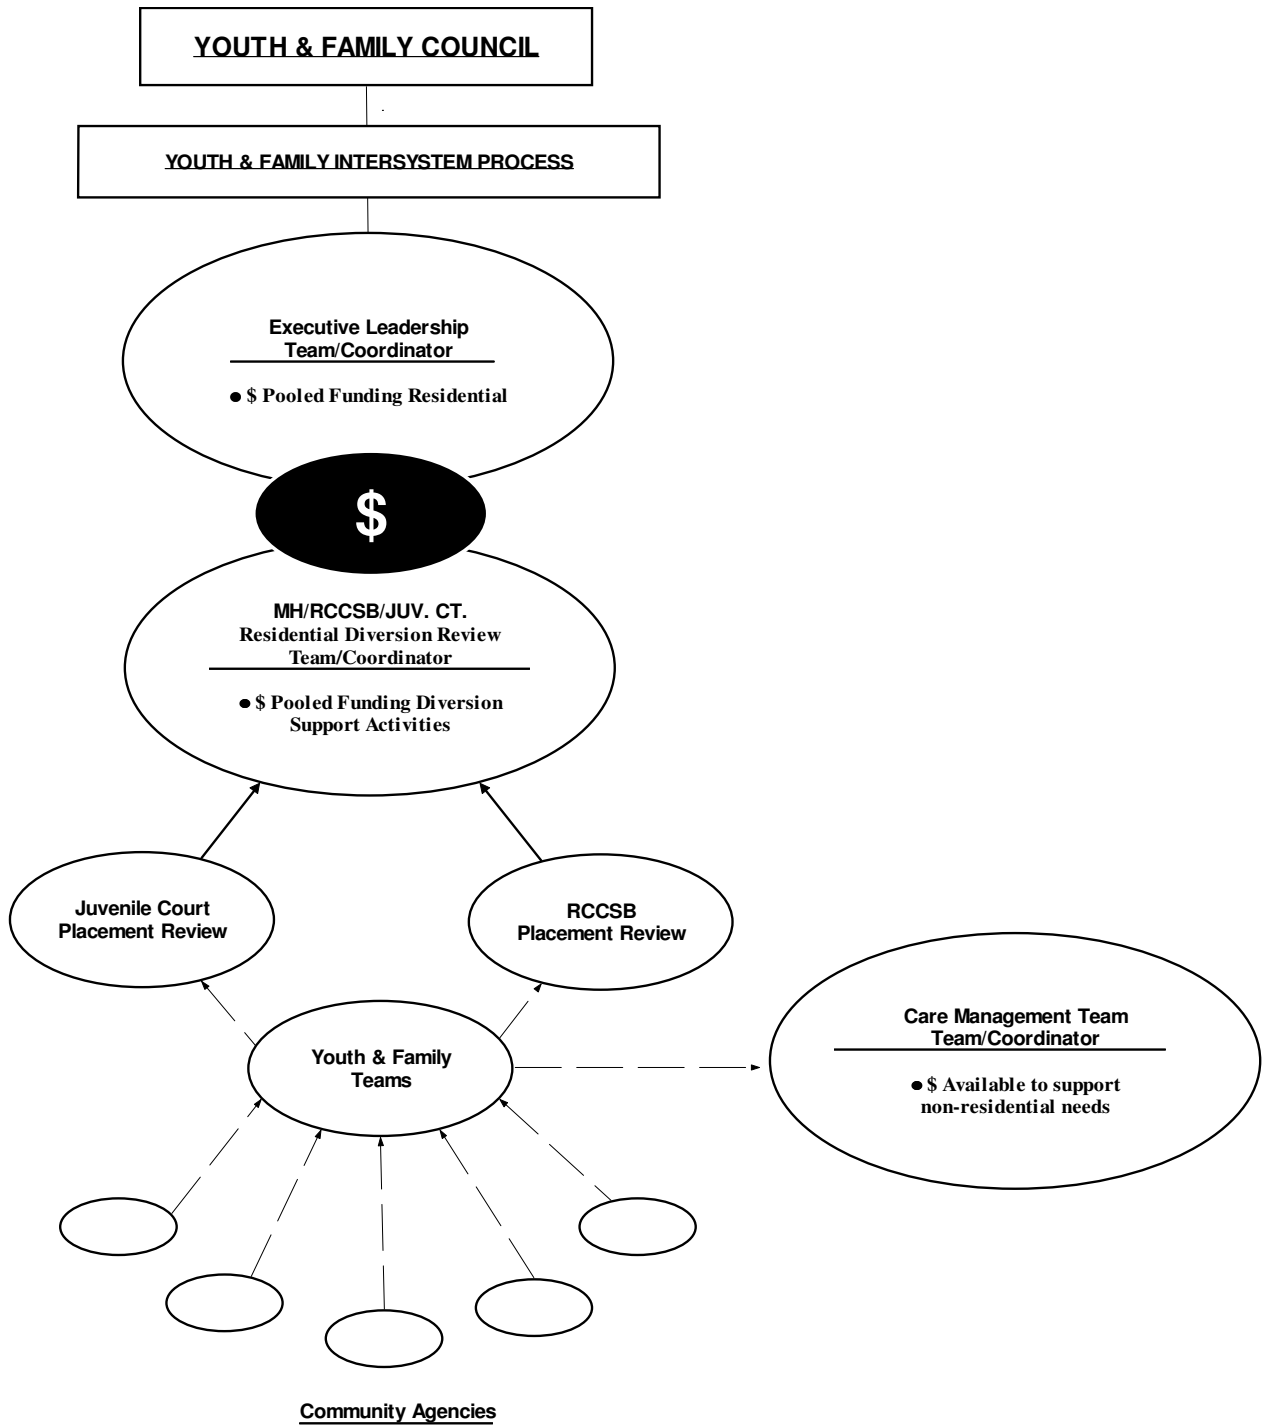 YOUTH & FAMILY COUNCIL
YOUTH & FAMILY INTERSYSTEM PROCESS
Executive Leadership
Team/Coordinator
● $ Pooled Funding Residential
$
MH/RCCSB/JUV. CT.
Residential Diversion Review
Team/Coordinator
● $ Pooled Funding Diversion
Support Activities
Juvenile Court
Placement Review
RCCSB
Placement Review
Youth & Family
Teams
Care Management Team
Team/Coordinator
● $ Available to support
non-residential needs
Community Agencies